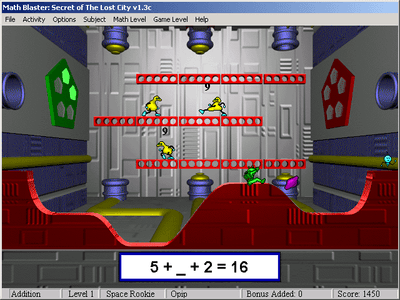 Math Blaster: Secret of The Lost City v1.3c
File Activity Options Subject Math Level Game Level Help
9
9
5 + _ + 2 = 16
Addition Level 1 Space Rookie Opip Bonus Added: 0 Score: 1450